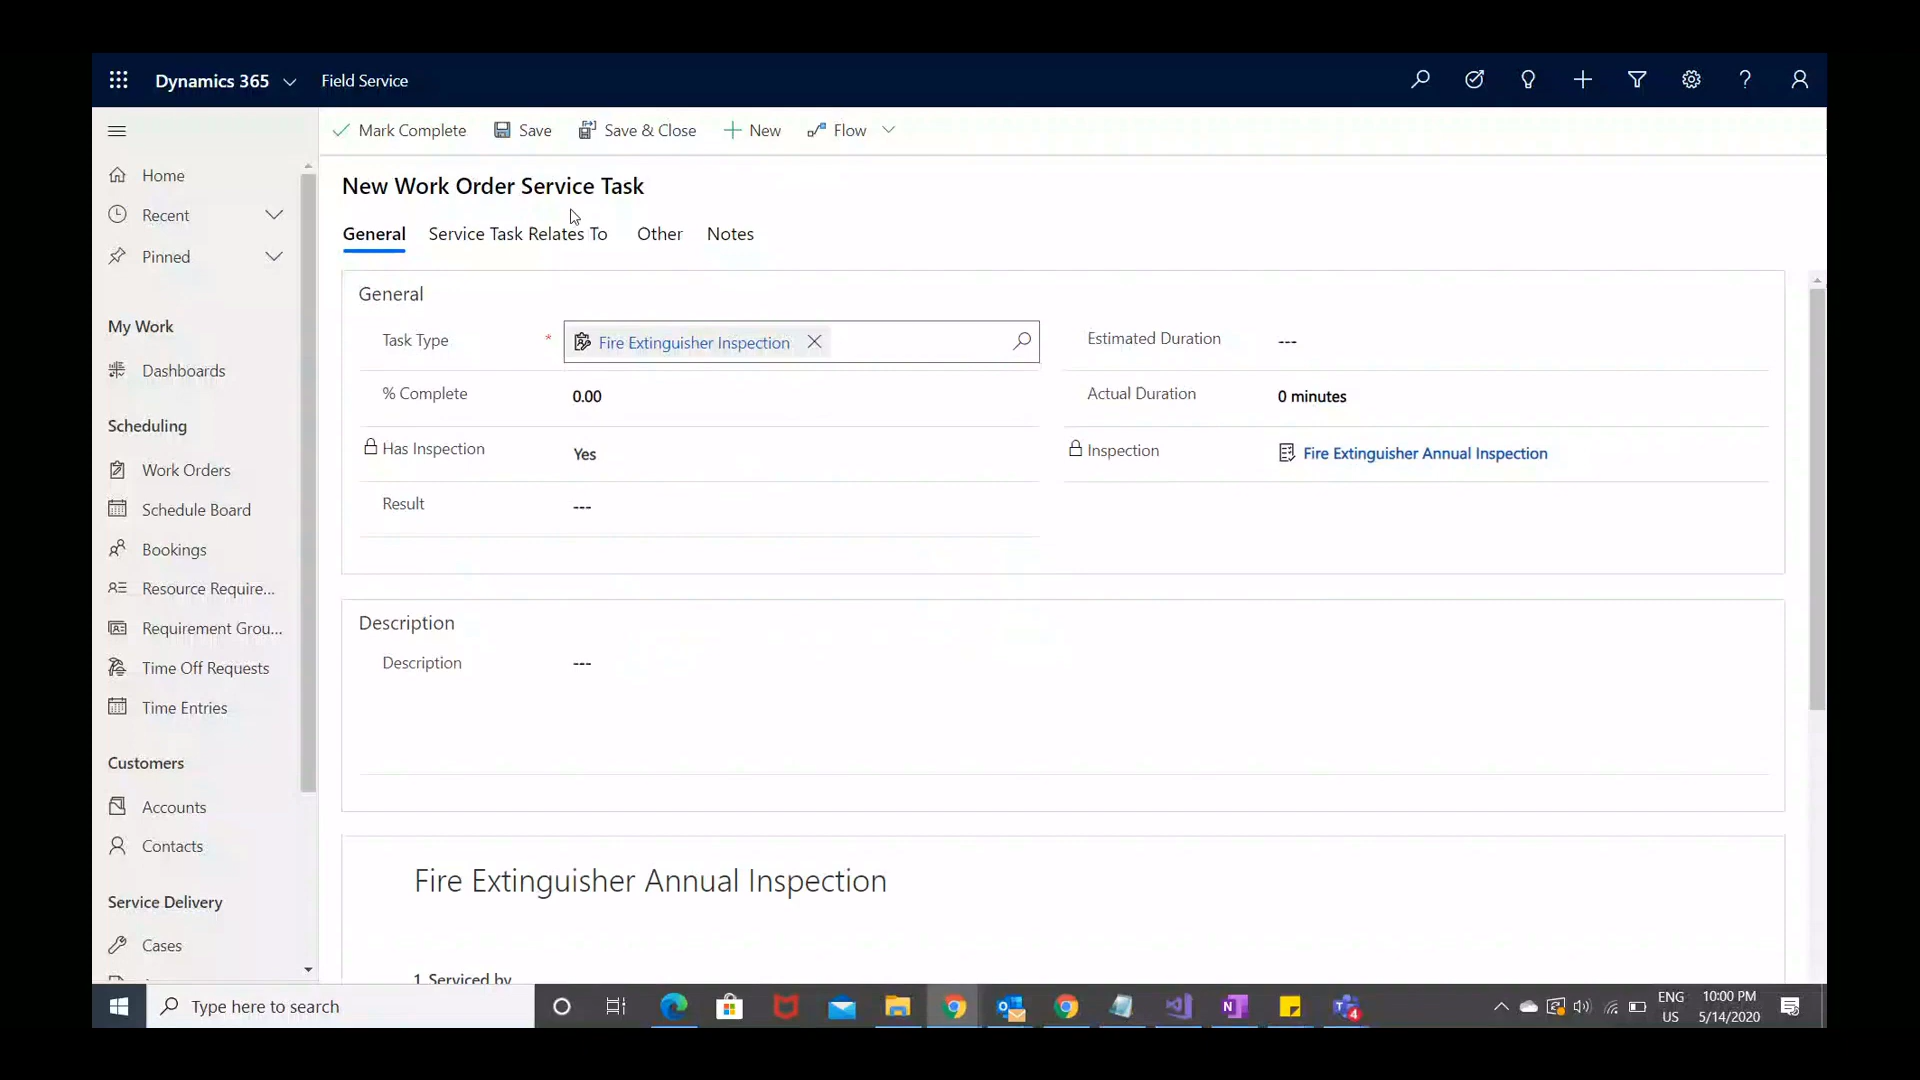 Dynamics 365
Field Service
Mark Complete
Save
Save & Close
New
Flow
Home
Recent
Pinned
My Work
Dashboards
Scheduling
Work Orders
Schedule Board
Bookings
Resource Require...
Requirement Grou...
Time Off Requests
Time Entries
Customers
Accounts
Contacts
Service Delivery
Cases
New Work Order Service Task
General
Service Task Relates To
Other
Notes
General
Task Type *
Fire Extinguisher Inspection
Estimated Duration
---
% Complete
0.00
Actual Duration
0 minutes
Has Inspection
Yes
Inspection
Fire Extinguisher Annual Inspection
Result
---
Description
Description
---
Fire Extinguisher Annual Inspection
1 Serviced by
Type here to search
4
ENG
US
10:00 PM
5/14/2020